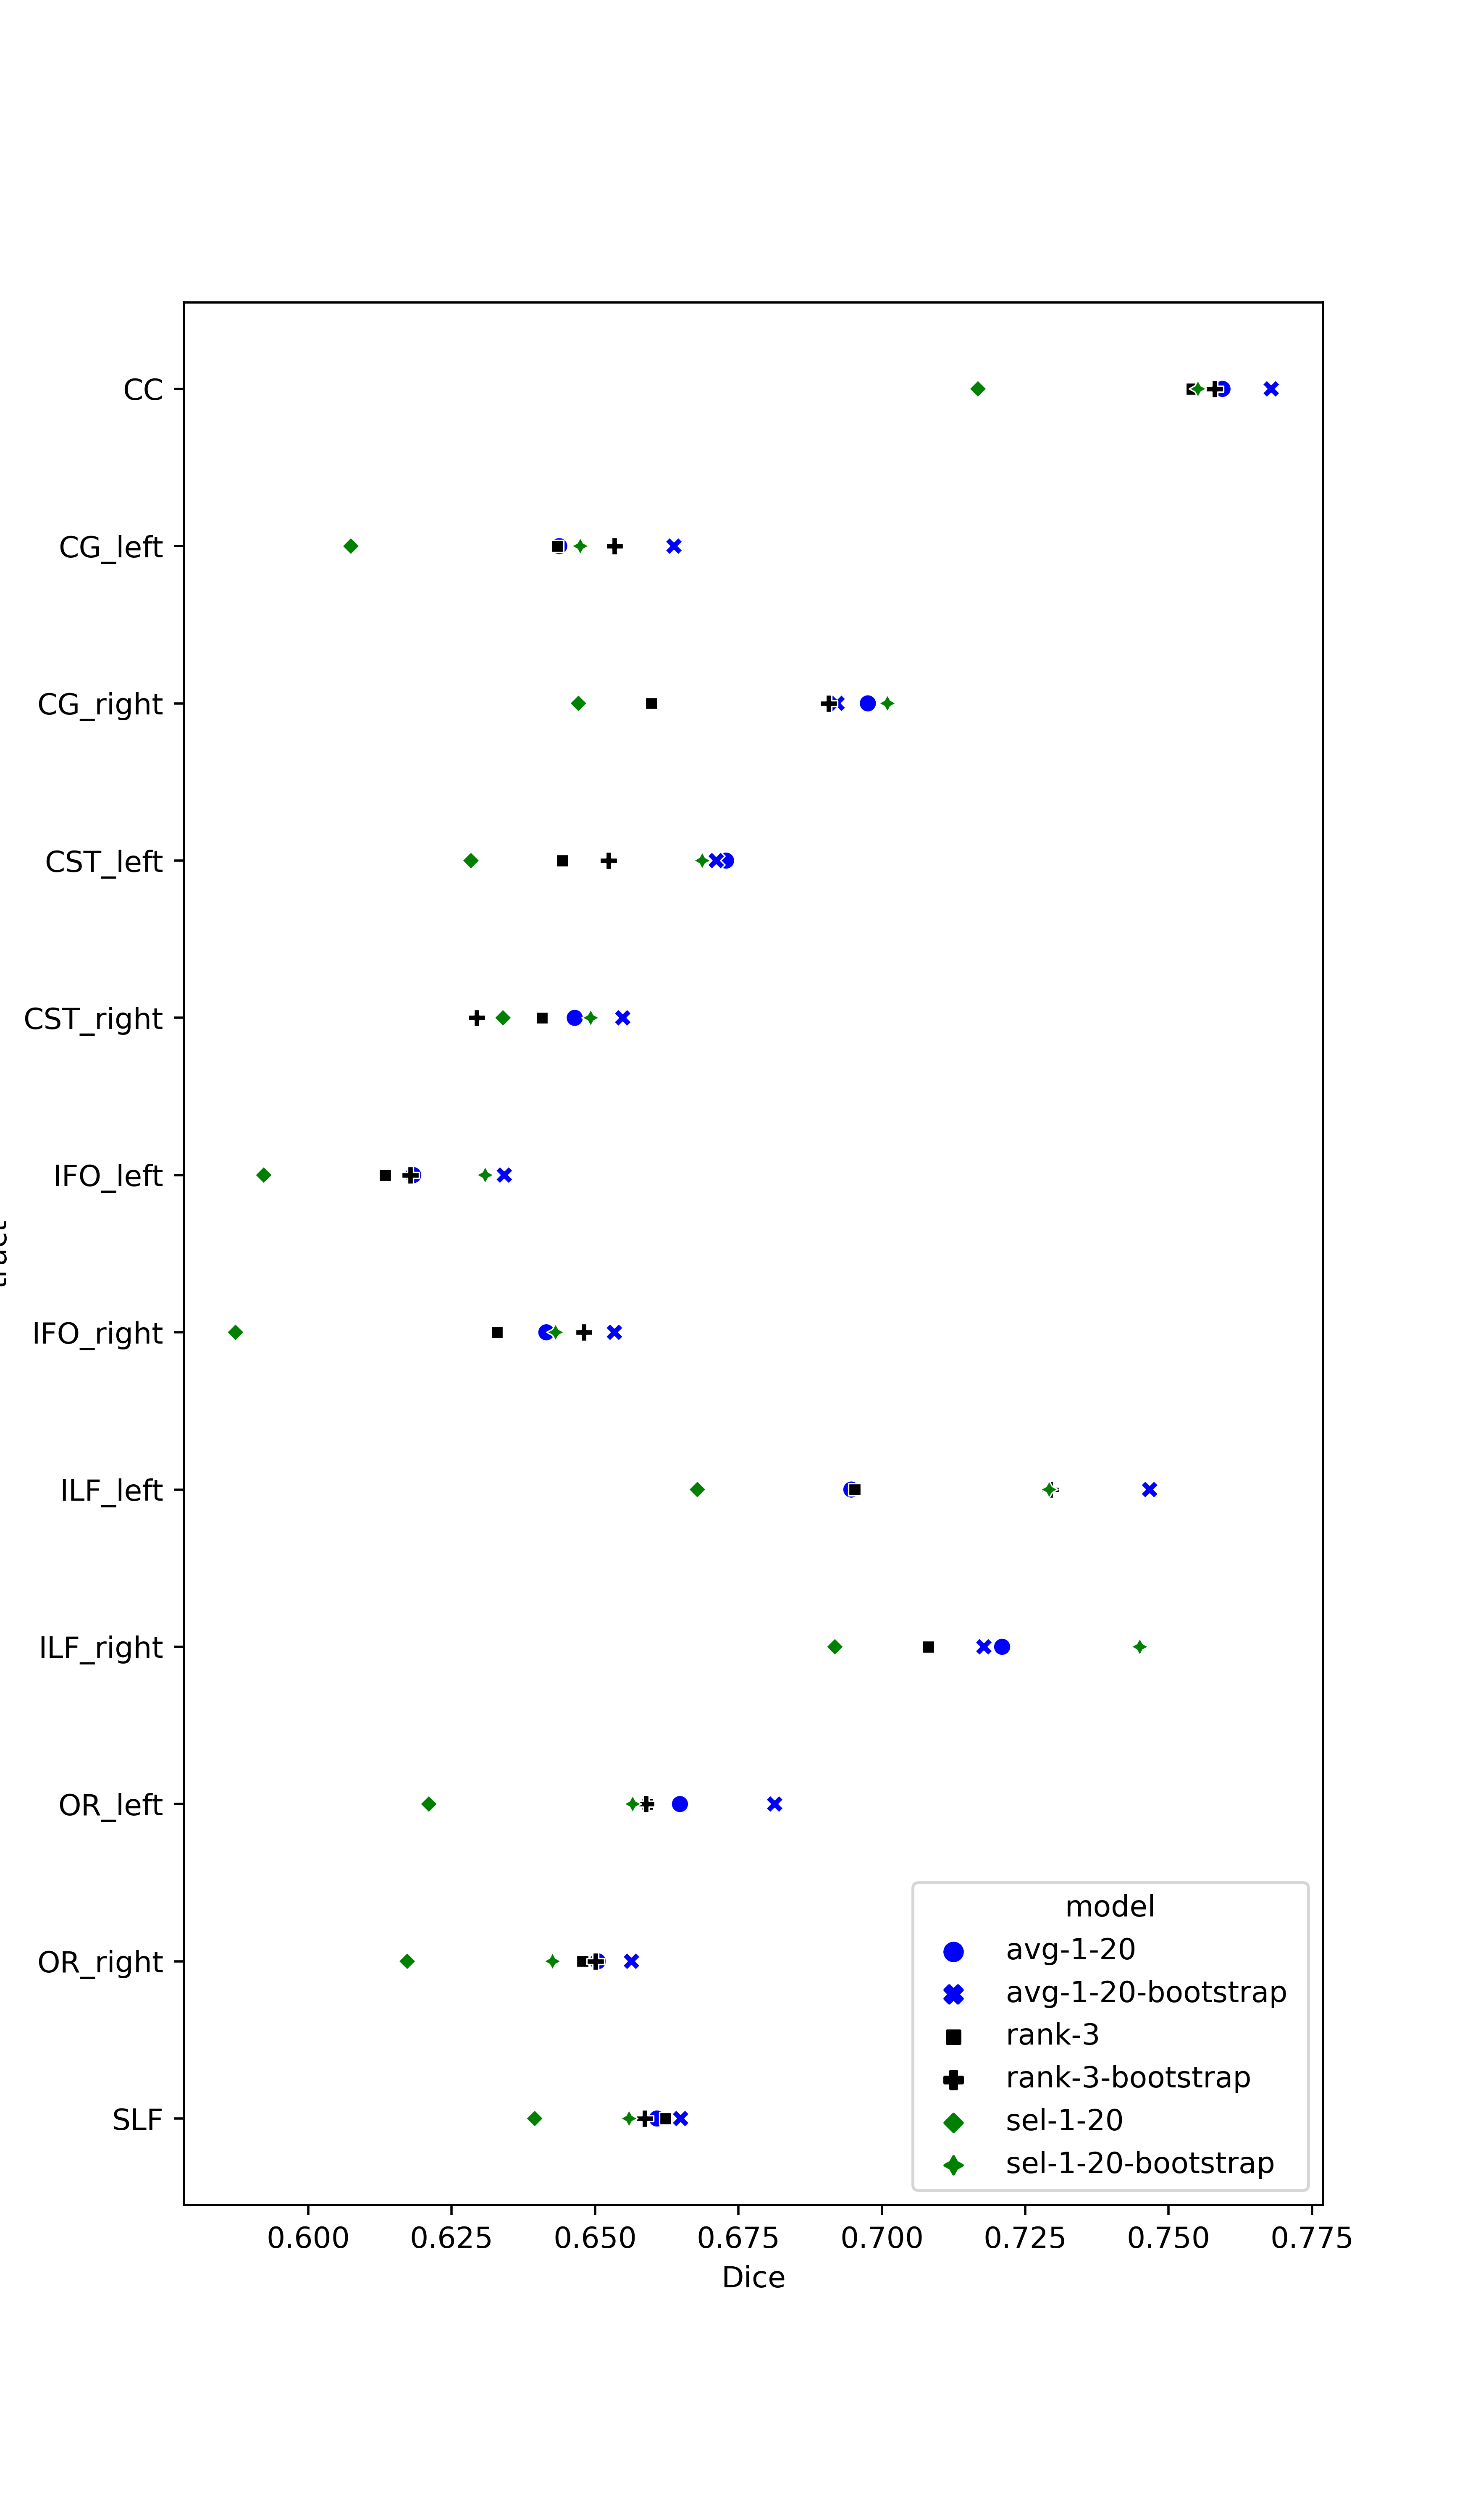 CC
CG_left
CG_right
CST_left
CST_right
IFO_left
IFO_right
ILF_left
ILF_right
OR_left
OR_right
SLF
model
avg-1-20
avg-1-20-bootstrap
rank-3
rank-3-bootstrap
sel-1-20
sel-1-20-bootstrap
0.600 0.625 0.650 0.675 0.700 0.725 0.750 0.775
Dice